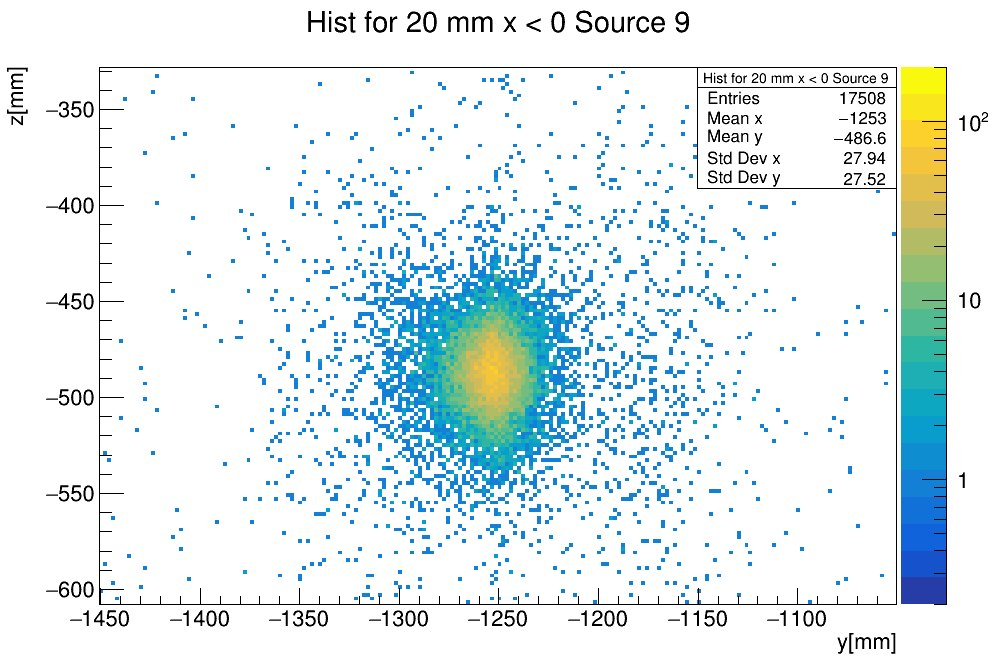 Hist for 20 mm x < 0 Source 9
z[mm]
Hist for 20 mm x < 0 Source 9
Entries 17508
Mean x −1253
Mean y −486.6
Std Dev x 27.94
Std Dev y 27.52
−350
−400
−450
−500
−550
−600
10²
10
1
−1450 −1400 −1350 −1300 −1250 −1200 −1150 −1100
y[mm]